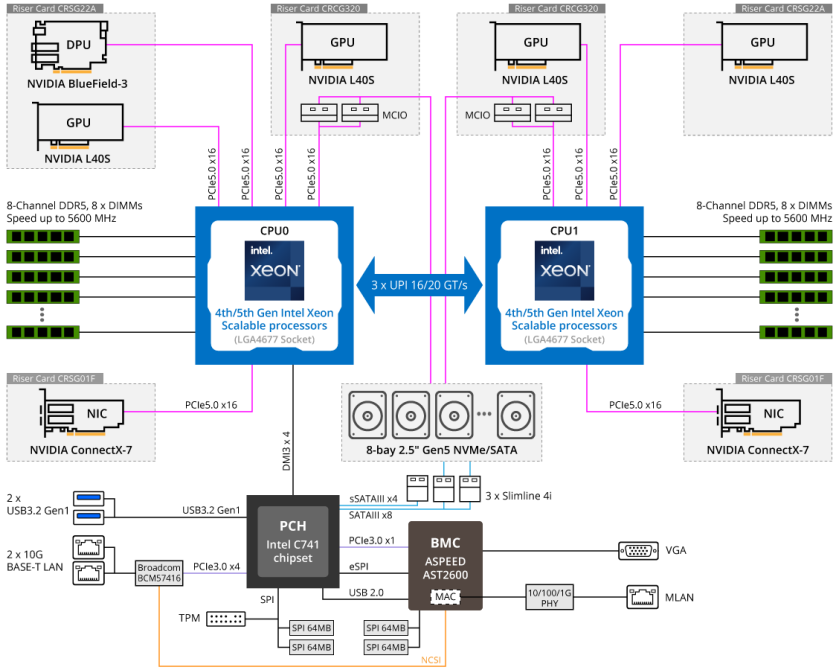 Riser Card CRSG22A
Riser Card CRCG320
Riser Card CRCG320
Riser Card CRSG22A
DPU
NVIDIA BlueField-3
GPU
NVIDIA L40S
GPU
NVIDIA L40S
MCIO
GPU
NVIDIA L40S
MCIO
GPU
NVIDIA L40S
PCIe5.0 x16
PCIe5.0 x16
PCIe5.0 x16
PCIe5.0 x16
PCIe5.0 x16
PCIe5.0 x16
PCIe5.0 x16
8-Channel DDR5, 8 x DIMMs
Speed up to 5600 MHz
8-Channel DDR5, 8 x DIMMs
Speed up to 5600 MHz
CPU0
intel.
xeon
4th/5th Gen Intel Xeon
Scalable processors
(LGA4677 Socket)
3 x UPI 16/20 GT/s
CPU1
intel.
xeon
4th/5th Gen Intel Xeon
Scalable processors
(LGA4677 Socket)
Riser Card CRSG01F
NIC
NVIDIA ConnectX-7
PCIe5.0 x16
DMI3 x 4
8-bay 2.5" Gen5 NVMe/SATA
PCIe5.0 x16
Riser Card CRSG01F
NIC
NVIDIA ConnectX-7
2 x
USB3.2 Gen1
USB3.2 Gen1
2 x 10G
BASE-T LAN
Broadcom
BCM57416
PCIe3.0 x4
PCH
Intel C741
chipset
sSATAIII x4
SATAIII x8
3 x Slimline 4i
PCIe3.0 x1
eSPI
USB 2.0
BMC
ASPEED
AST2600
MAC
VGA
10/100/1G
PHY
MLAN
SPI
TPM
SPI 64MB
SPI 64MB
SPI 64MB
SPI 64MB
NCSI